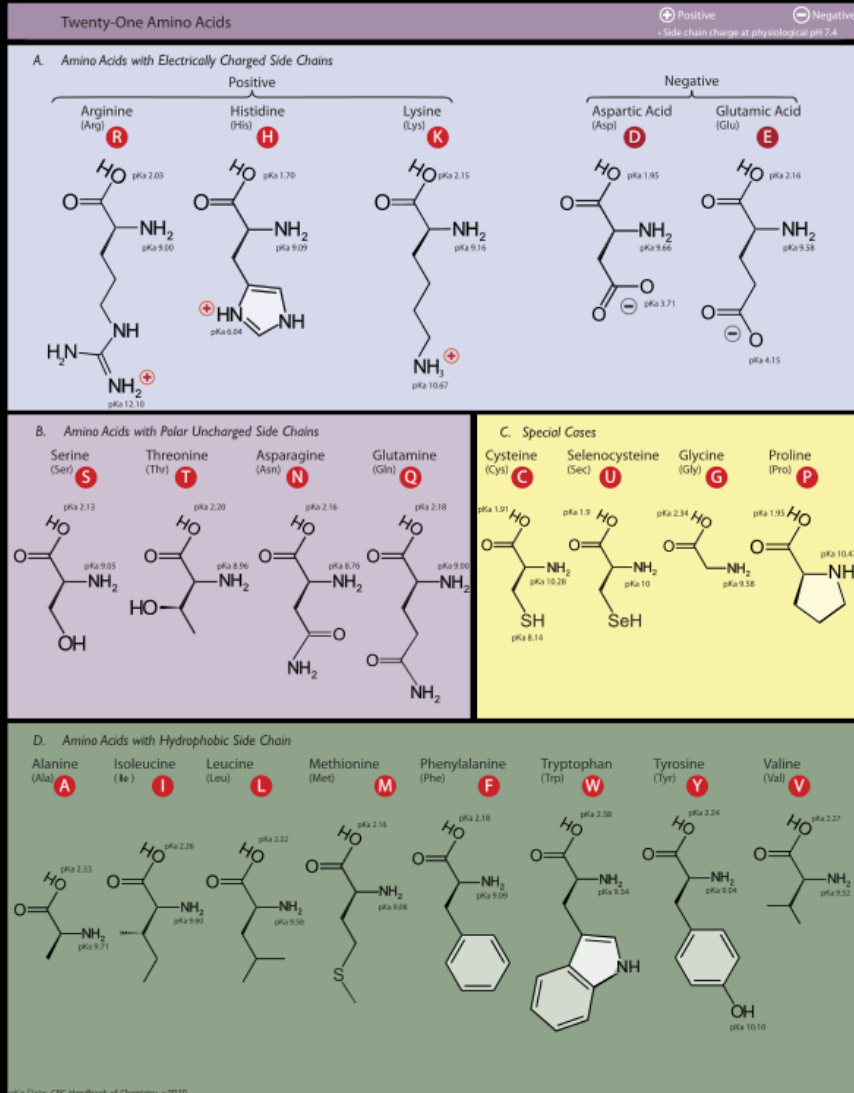 Twenty-One Amino Acids
+ Positive − Negative
• Side chain charge at physiological pH 7.4
A. Amino Acids with Electrically Charged Side Chains
Positive
Negative
Arginine
(Arg)
R
Histidine
(His)
H
Lysine
(Lys)
K
Aspartic Acid
(Asp)
D
Glutamic Acid
(Glu)
E
HO pKa 2.03
O
NH2
pKa 9.00
NH
H2N
NH2 +
pKa 12.10
HO pKa 1.70
O
NH2
pKa 9.09
+ HN
NH
pKa 6.04
HO pKa 2.15
O
NH2
pKa 9.16
NH3 +
pKa 10.67
HO pKa 1.95
O
NH2
pKa 9.66
O
O −
pKa 3.71
HO pKa 2.16
O
NH2
pKa 9.58
O −
O
pKa 4.15
B. Amino Acids with Polar Uncharged Side Chains
Serine
(Ser)
S
Threonine
(Thr)
T
Asparagine
(Asn)
N
Glutamine
(Gln)
Q
pKa 2.13
HO
O
pKa 9.05
NH2
OH
pKa 2.20
HO
O
pKa 8.96
NH2
HO
pKa 2.16
HO
O
pKa 8.76
NH2
O
NH2
pKa 2.18
HO
O
pKa 9.00
NH2
O
NH2
C. Special Cases
Cysteine
(Cys)
C
Selenocysteine
(Sec)
U
Glycine
(Gly)
G
Proline
(Pro)
P
pKa 1.91 HO
O
NH2
pKa 10.28
SH
pKa 8.14
pKa 1.9 HO
O
NH2
pKa 10
SeH
pKa 2.34 HO
O
NH2
pKa 9.58
pKa 1.95 HO
O
pKa 10.47
NH
D. Amino Acids with Hydrophobic Side Chain
Alanine
(Ala)
A
Isoleucine
(Ile)
I
Leucine
(Leu)
L
Methionine
(Met)
M
Phenylalanine
(Phe)
F
Tryptophan
(Trp)
W
Tyrosine
(Tyr)
Y
Valine
(Val)
V
pKa 2.33
HO
O
NH2
pKa 9.71
HO pKa 2.26
O
NH2
pKa 9.60
pKa 2.32
HO
O
NH2
pKa 9.58
pKa 2.16
HO
O
NH2
pKa 9.08
S
pKa 2.18
HO
O
NH2
pKa 9.09
pKa 2.38
HO
O
NH2
pKa 9.34
NH
pKa 2.24
HO
O
NH2
pKa 9.04
OH
pKa 10.10
pKa 2.27
HO
O
NH2
pKa 9.52